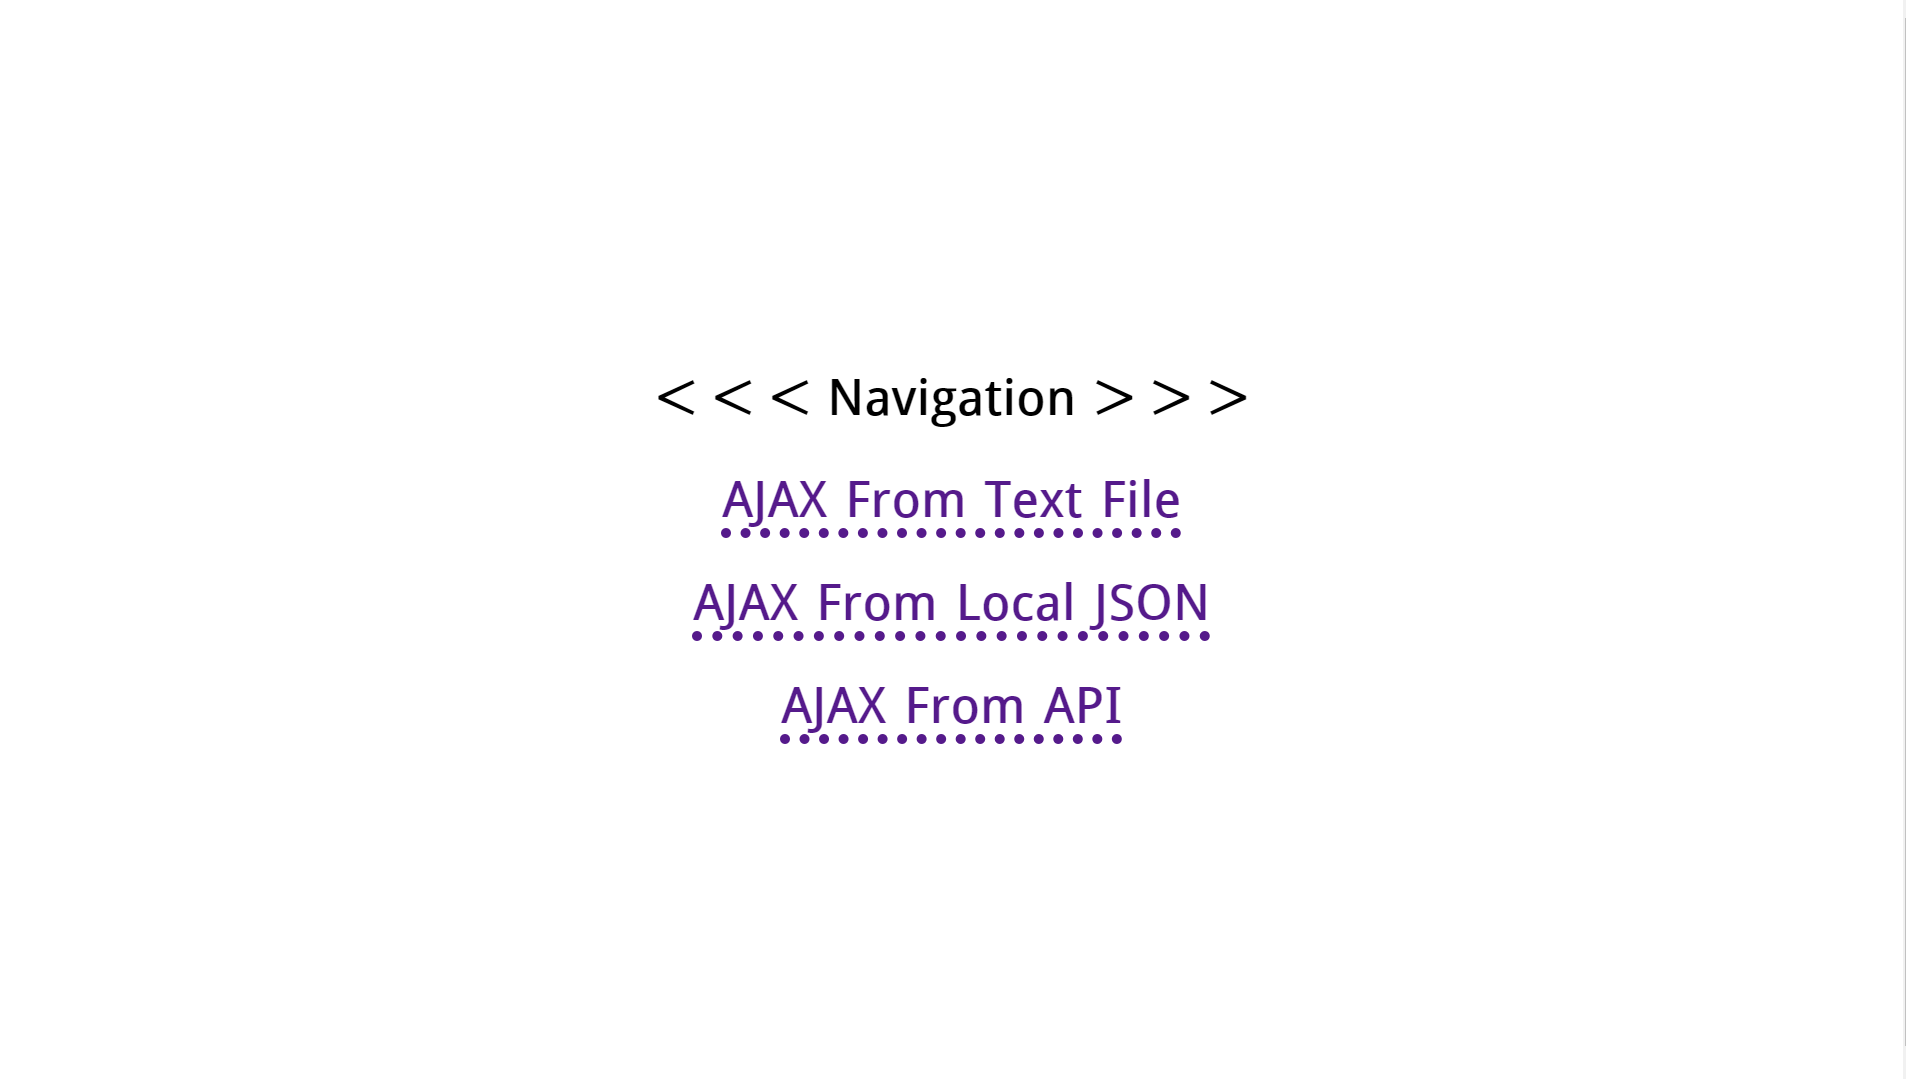 < < < Navigation > > >
AJAX From Text File
AJAX From Local JSON
AJAX From API